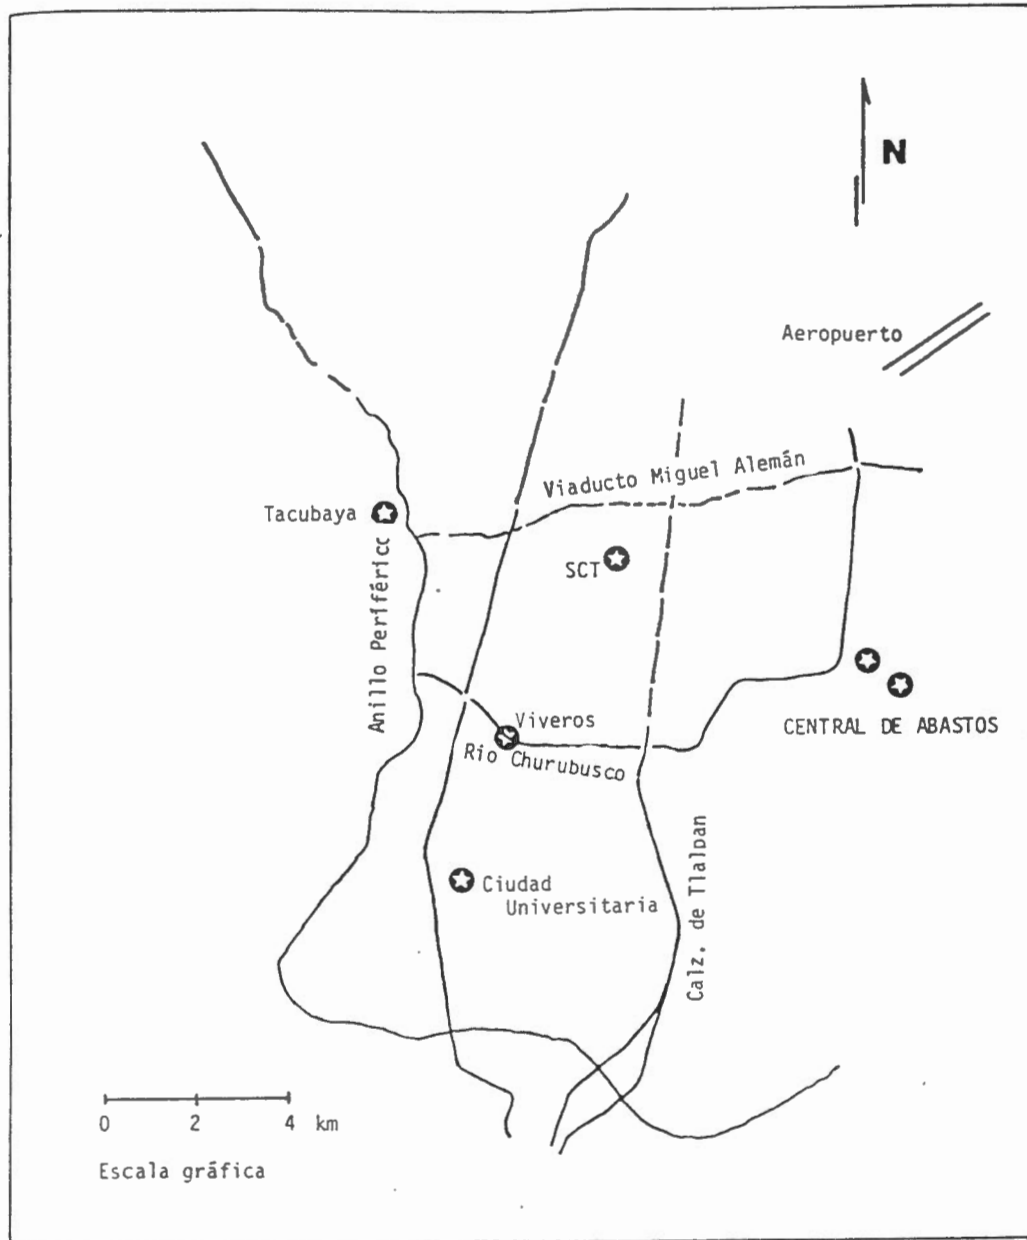 N
Aeropuerto
Viaducto Miguel Alemán
Tacubaya
SCT
Anillo Periférico
CENTRAL DE ABASTOS
Viveros
Rio Churubusco
Ciudad
Universitaria
Calz. de Tlalpan
0 2 4 km
Escala gráfica